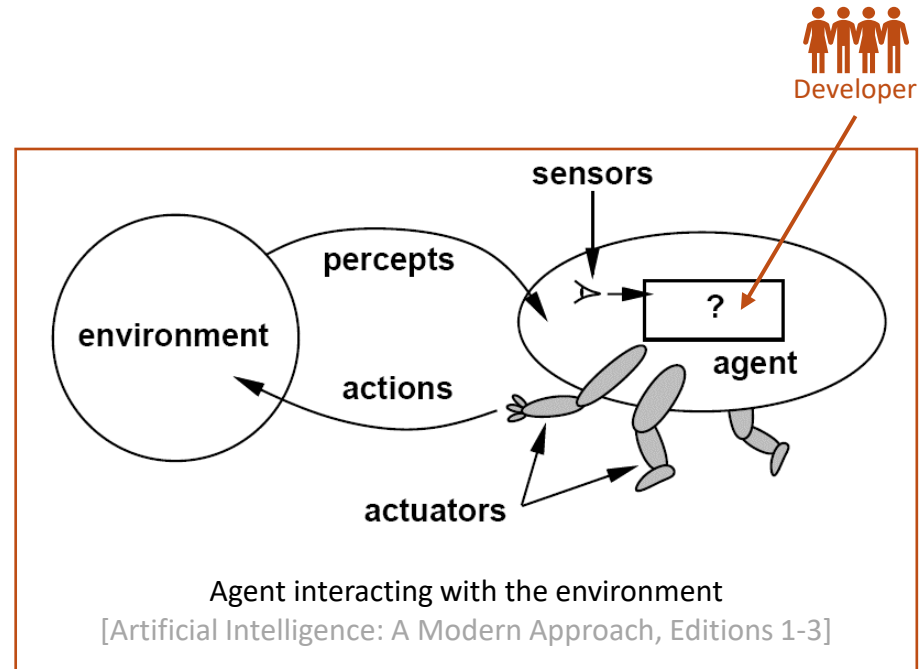 Developer
sensors
percepts
environment
?
agent
actions
actuators
Agent interacting with the environment
[Artificial Intelligence: A Modern Approach, Editions 1-3]